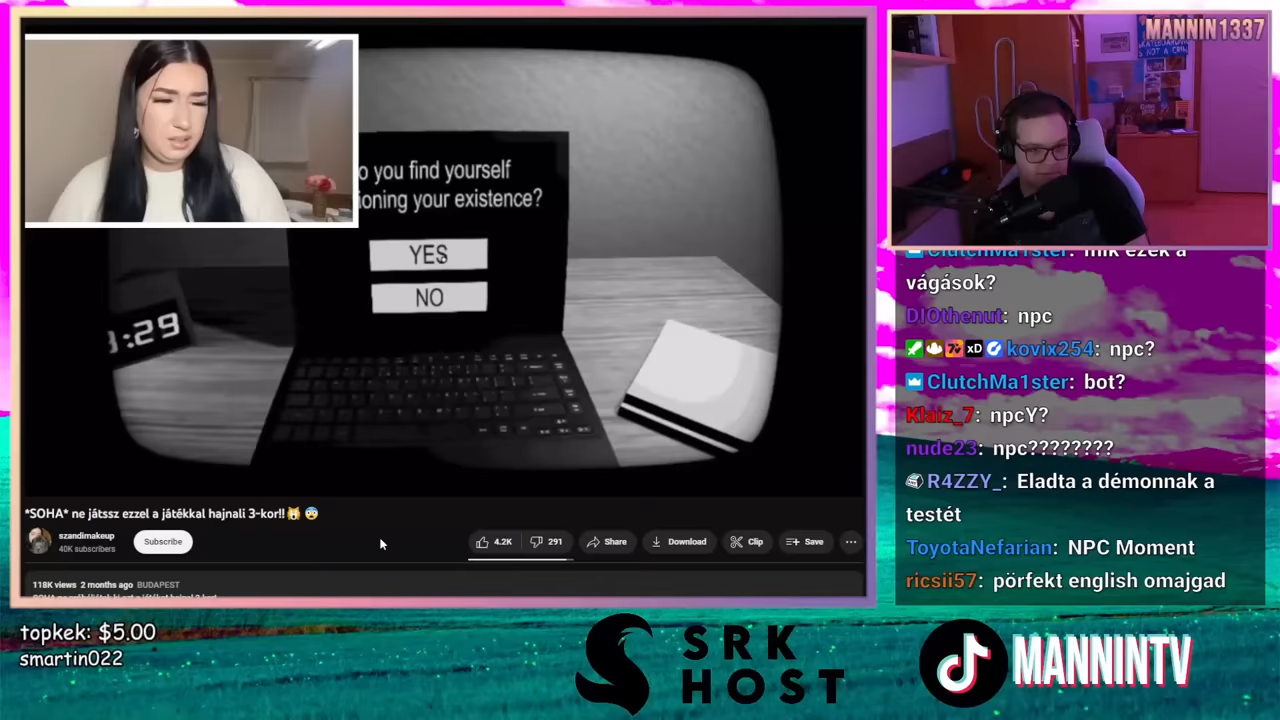 MANNIN1337
o you find yourself
ioning your existence?
YES
NO
:29
*SOHA* ne játssz ezzel a játékkal hajnali 3-kor!!
szandimakeup
40K subscribers
Subscribe
4.2K
291
Share
Download
Clip
Save
118K views 2 months ago BUDAPEST
ClutchMa1ster: mik ezek a
vágások?
DIOthenut: npc
kovix254: npc?
ClutchMa1ster: bot?
Klaiz_7: npcY?
nude23: npc????????
R4ZZY_: Eladta a démonnak a
testét
ToyotaNefarian: NPC Moment
ricsii57: pörfekt english omajgad
topkek: $5.00
smartin022
SRK
HOST
MANNINTV